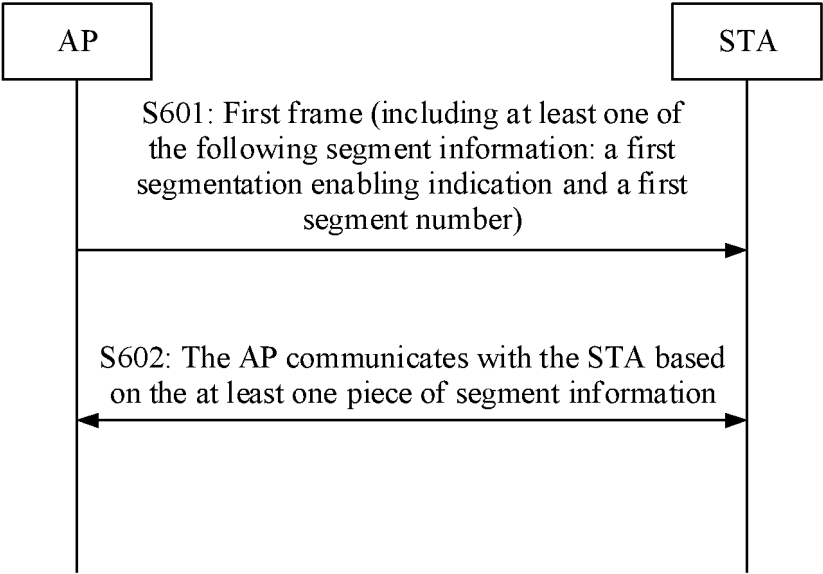 AP
STA
S601: First frame (including at least one of
the following segment information: a first
segmentation enabling indication and a first
segment number)
S602: The AP communicates with the STA based
on the at least one piece of segment information